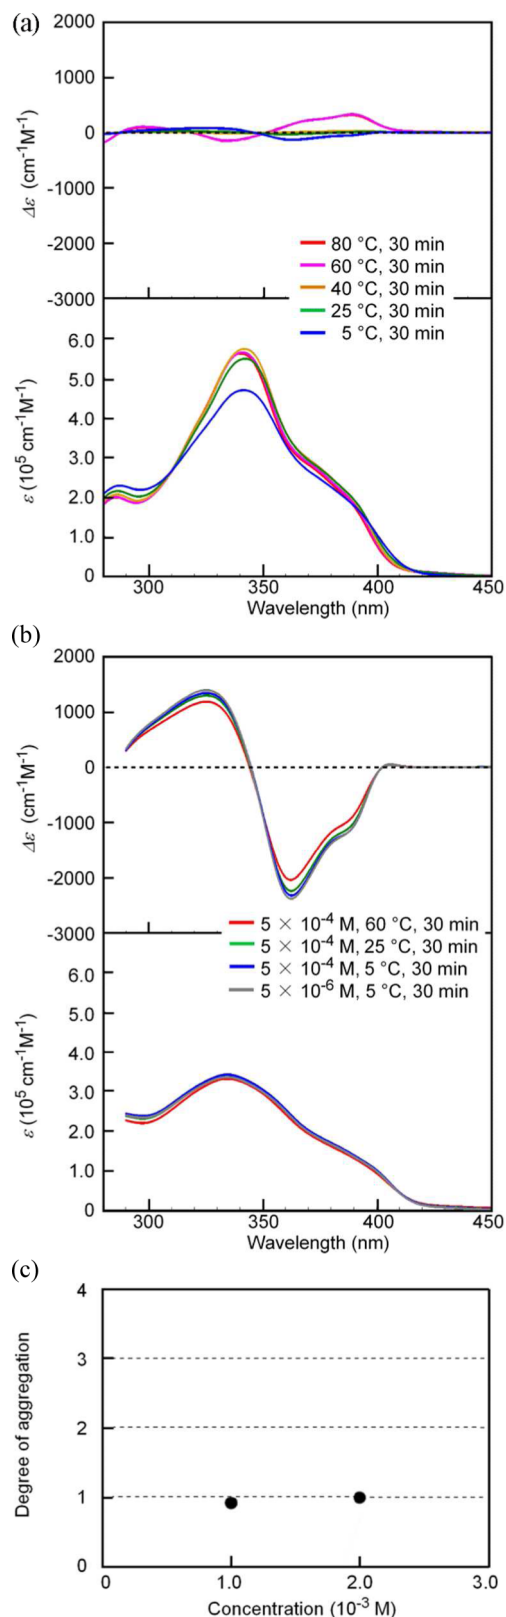 (a)
2000
1000
0
-1000
-2000
-3000
Δε (cm-1M-1)
80 °C, 30 min
60 °C, 30 min
40 °C, 30 min
25 °C, 30 min
5 °C, 30 min
6.0
5.0
4.0
3.0
2.0
1.0
0
ε (105 cm-1M-1)
300 350 400 450
Wavelength (nm)
(b)
2000
1000
0
-1000
-2000
-3000
Δε (cm-1M-1)
5 × 10-4 M, 60 °C, 30 min
5 × 10-4 M, 25 °C, 30 min
5 × 10-4 M, 5 °C, 30 min
5 × 10-6 M, 5 °C, 30 min
6.0
5.0
4.0
3.0
2.0
1.0
0
ε (105 cm-1M-1)
300 350 400 450
Wavelength (nm)
(c)
4
3
2
1
0
Degree of aggregation
0 1.0 2.0 3.0
Concentration (10-3 M)